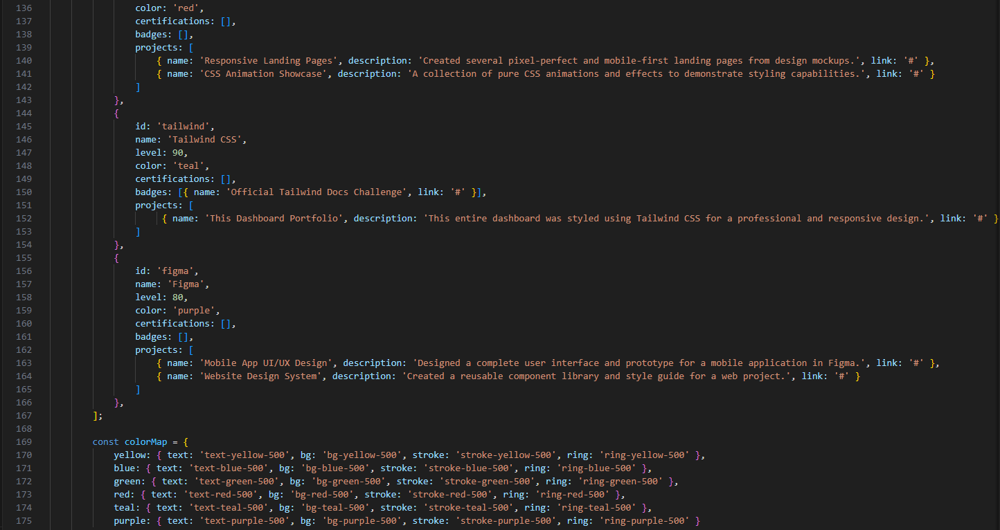 136 color: 'red',
137 certifications: [],
138 badges: [],
139 projects: [
140 { name: 'Responsive Landing Pages', description: 'Created several pixel-perfect and mobile-first landing pages from design mockups.', link: '#' },
141 { name: 'CSS Animation Showcase', description: 'A collection of pure CSS animations and effects to demonstrate styling capabilities.', link: '#' }
142 ]
143 },
144 {
145 id: 'tailwind',
146 name: 'Tailwind CSS',
147 level: 90,
148 color: 'teal',
149 certifications: [],
150 badges: [{ name: 'Official Tailwind Docs Challenge', link: '#' }],
151 projects: [
152 { name: 'This Dashboard Portfolio', description: 'This entire dashboard was styled using Tailwind CSS for a professional and responsive design.', link: '#' }
153 ]
154 },
155 {
156 id: 'figma',
157 name: 'Figma',
158 level: 80,
159 color: 'purple',
160 certifications: [],
161 badges: [],
162 projects: [
163 { name: 'Mobile App UI/UX Design', description: 'Designed a complete user interface and prototype for a mobile application in Figma.', link: '#' },
164 { name: 'Website Design System', description: 'Created a reusable component library and style guide for a web project.', link: '#' }
165 ]
166 },
167 ];
168
169 const colorMap = {
170 yellow: { text: 'text-yellow-500', bg: 'bg-yellow-500', stroke: 'stroke-yellow-500', ring: 'ring-yellow-500' },
171 blue: { text: 'text-blue-500', bg: 'bg-blue-500', stroke: 'stroke-blue-500', ring: 'ring-blue-500' },
172 green: { text: 'text-green-500', bg: 'bg-green-500', stroke: 'stroke-green-500', ring: 'ring-green-500' },
173 red: { text: 'text-red-500', bg: 'bg-red-500', stroke: 'stroke-red-500', ring: 'ring-red-500' },
174 teal: { text: 'text-teal-500', bg: 'bg-teal-500', stroke: 'stroke-teal-500', ring: 'ring-teal-500' },
175 purple: { text: 'text-purple-500', bg: 'bg-purple-500', stroke: 'stroke-purple-500', ring: 'ring-purple-500' }